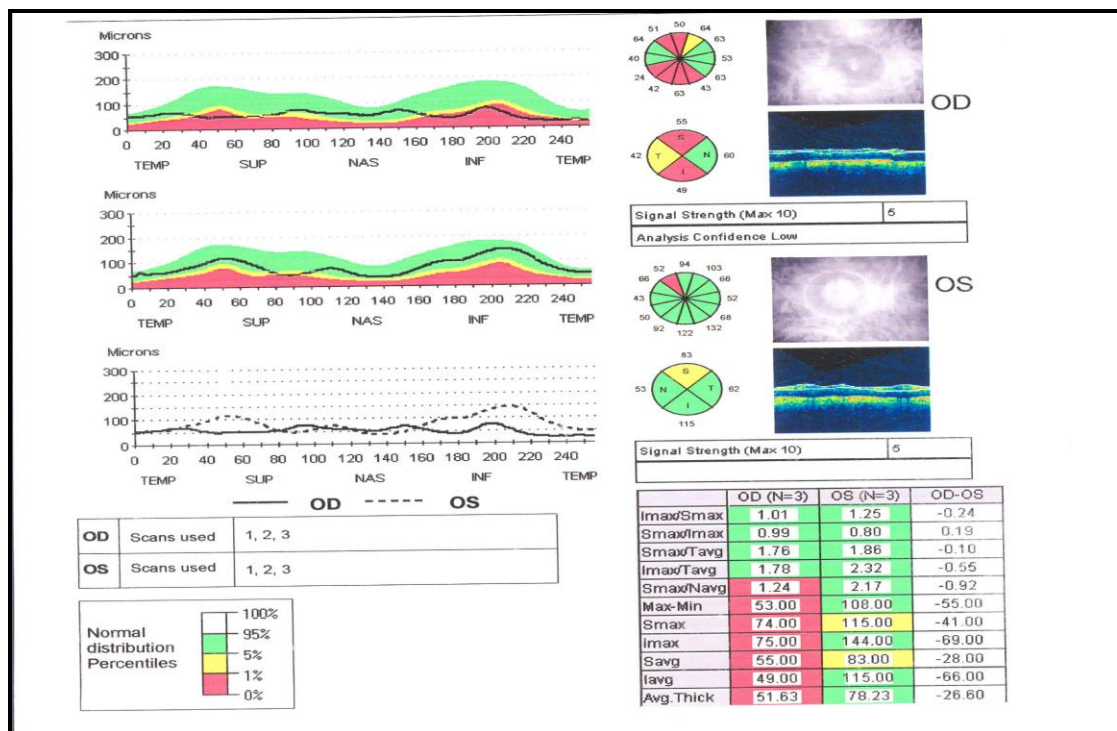 Microns
300
200
100
0
0 20 40 60 80 100 120 140 160 180 200 220 240
TEMP SUP NAS INF TEMP
Microns
300
200
100
0
0 20 40 60 80 100 120 140 160 180 200 220 240
TEMP SUP NAS INF TEMP
Microns
300
200
100
0
0 20 40 60 80 100 120 140 160 180 200 220 240
TEMP SUP NAS INF TEMP
OD OS
OD Scans used 1, 2, 3
OS Scans used 1, 2, 3
Normal
distribution
Percentiles
100%
95%
5%
1%
0%
51 50 64
64 63
40 53
24 63
42 63 43
OD
55
S
42 T N 60
I
49
Signal Strength (Max 10) 5
Analysis Confidence Low
52 94 103
66 66
43 52
50 68
92 122 132
OS
83
S
53 N T 62
I
115
Signal Strength (Max 10) 5
OD (N=3) OS (N=3) OD-OS
Imax/Smax 1.01 1.25 -0.24
Smax/Imax 0.99 0.80 0.19
Smax/Tavg 1.76 1.86 -0.10
Imax/Tavg 1.78 2.32 -0.55
Smax/Navg 1.24 2.17 -0.92
Max-Min 53.00 108.00 -55.00
Smax 74.00 115.00 -41.00
Imax 75.00 144.00 -69.00
Savg 55.00 83.00 -28.00
Iavg 49.00 115.00 -66.00
Avg.Thick 51.63 78.23 -26.60